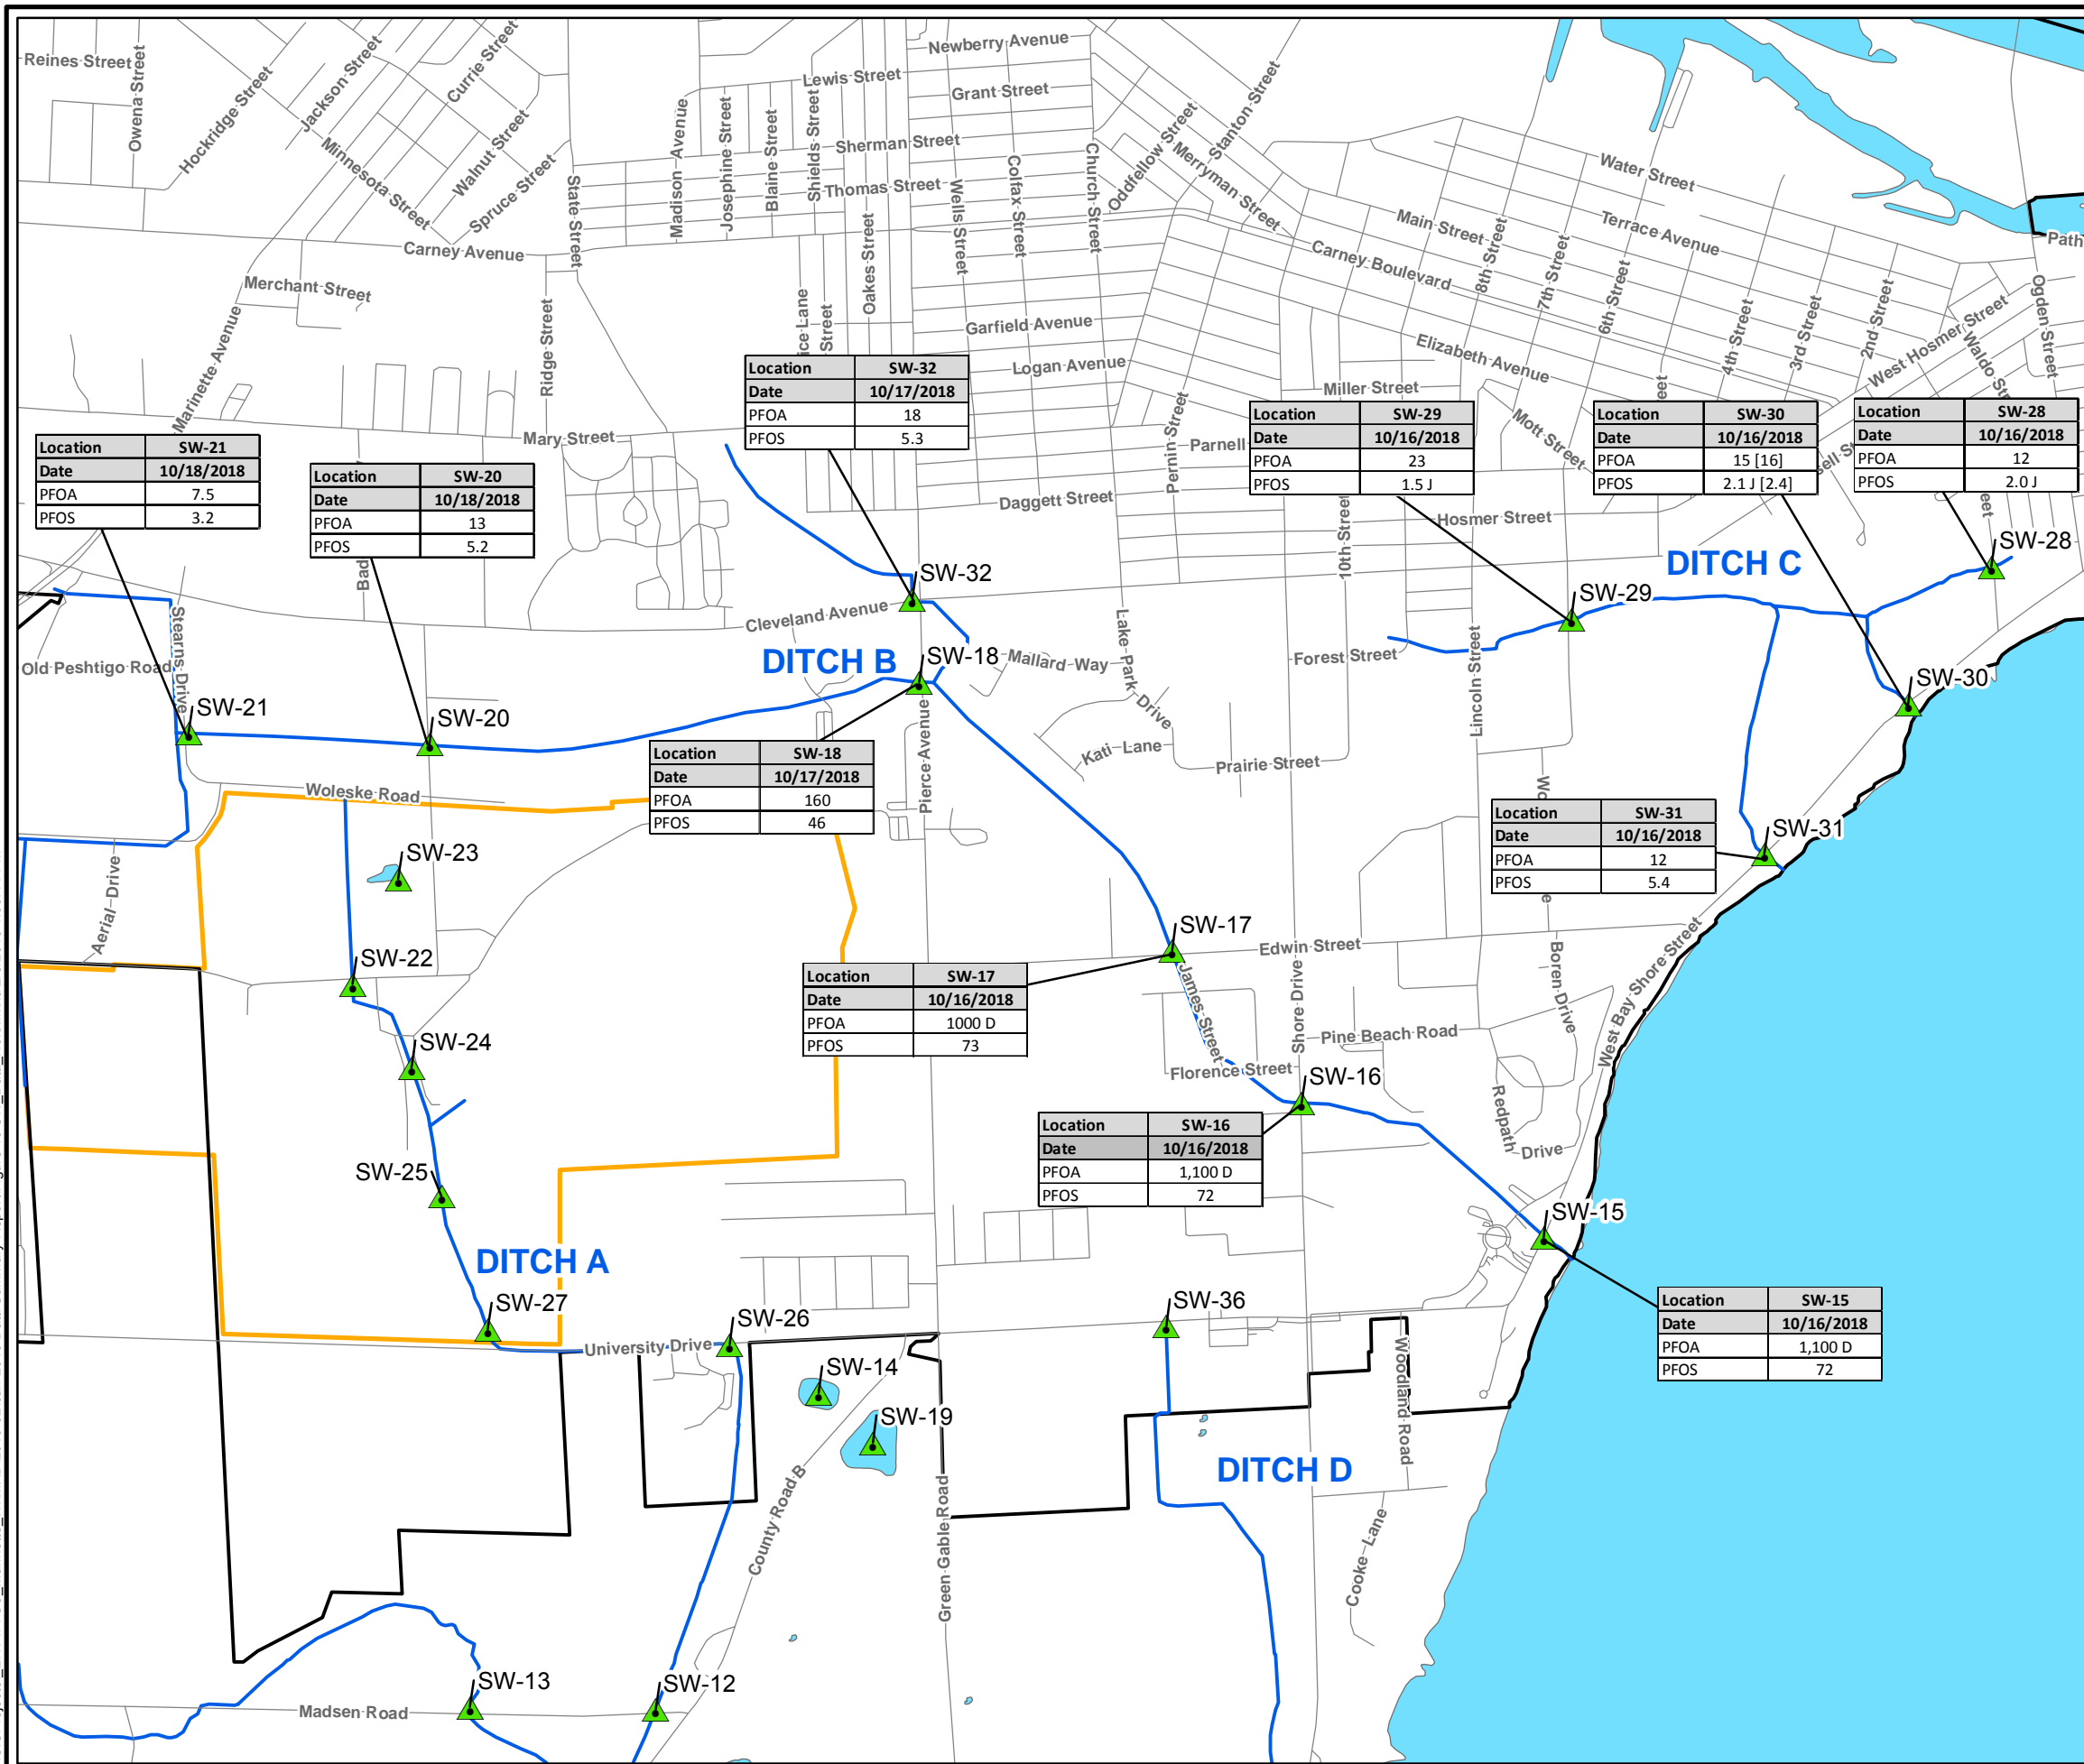 Reines Street
Owena Street
Hockridge Street
Jackson Street
Currie Street
Minnesota Street
Walnut Street
Spruce Street
State Street
Carney Avenue
Merchant Street
Marinette Avenue
Ridge Street
Mary Street
Madison Avenue
Josephine Street
Blaine Street
Shields Street
Lewis Street
Newberry Avenue
Grant Street
Sherman Street
Thomas Street
Oakes Street
Wells Street
Colfax Street
Church Street
Oddfellow Street
Stanton Street
Merryman Street
Garfield Avenue
Logan Avenue
ice Lane
Street
Daggett Street
Pernin Street
Parnell
Miller Street
Elizabeth Avenue
Carney Boulevard
Main Street
Water Street
Terrace Avenue
8th Street
7th Street
6th Street
4th Street
3rd Street
2nd Street
West Hosmer Street
Waldo Str
Ogden Street
Path
Mott Street
Hosmer Street
10th Street
eet
sell S
eet
Location SW-32
Date 10/17/2018
PFOA 18
PFOS 5.3
Location SW-29
Date 10/16/2018
PFOA 23
PFOS 1.5 J
Location SW-30
Date 10/16/2018
PFOA 15 [16]
PFOS 2.1 J [2.4]
Location SW-28
Date 10/16/2018
PFOA 12
PFOS 2.0 J
Location SW-21
Date 10/18/2018
PFOA 7.5
PFOS 3.2
Location SW-20
Date 10/18/2018
PFOA 13
PFOS 5.2
Bad
SW-28
DITCH C
SW-32
SW-29
Cleveland Avenue
Stearns Drive
Old Peshtigo Road
DITCH B
SW-18
Mallard Way
Lake Park Drive
Forest Street
Lincoln Street
SW-30
SW-21
SW-20
Kati Lane
Prairie Street
Pierce Avenue
Woleske Road
Location SW-18
Date 10/17/2018
PFOA 160
PFOS 46
Wo
e
Location SW-31
Date 10/16/2018
PFOA 12
PFOS 5.4
SW-31
SW-23
Aerial Drive
SW-17
Edwin Street
SW-22
Location SW-17
Date 10/16/2018
PFOA 1000 D
PFOS 73
James Street
Shore Drive
Boren Drive
West Bay Shore Street
Pine Beach Road
SW-24
Florence Street
SW-16
Redpath Drive
Location SW-16
Date 10/16/2018
PFOA 1,100 D
PFOS 72
SW-25
SW-15
DITCH A
Location SW-15
Date 10/16/2018
PFOA 1,100 D
PFOS 72
SW-27
SW-26
SW-36
University Drive
SW-14
SW-19
Woodland Road
DITCH D
County Road B
Green Gable Road
Cooke Lane
SW-13
SW-12
Madsen Road